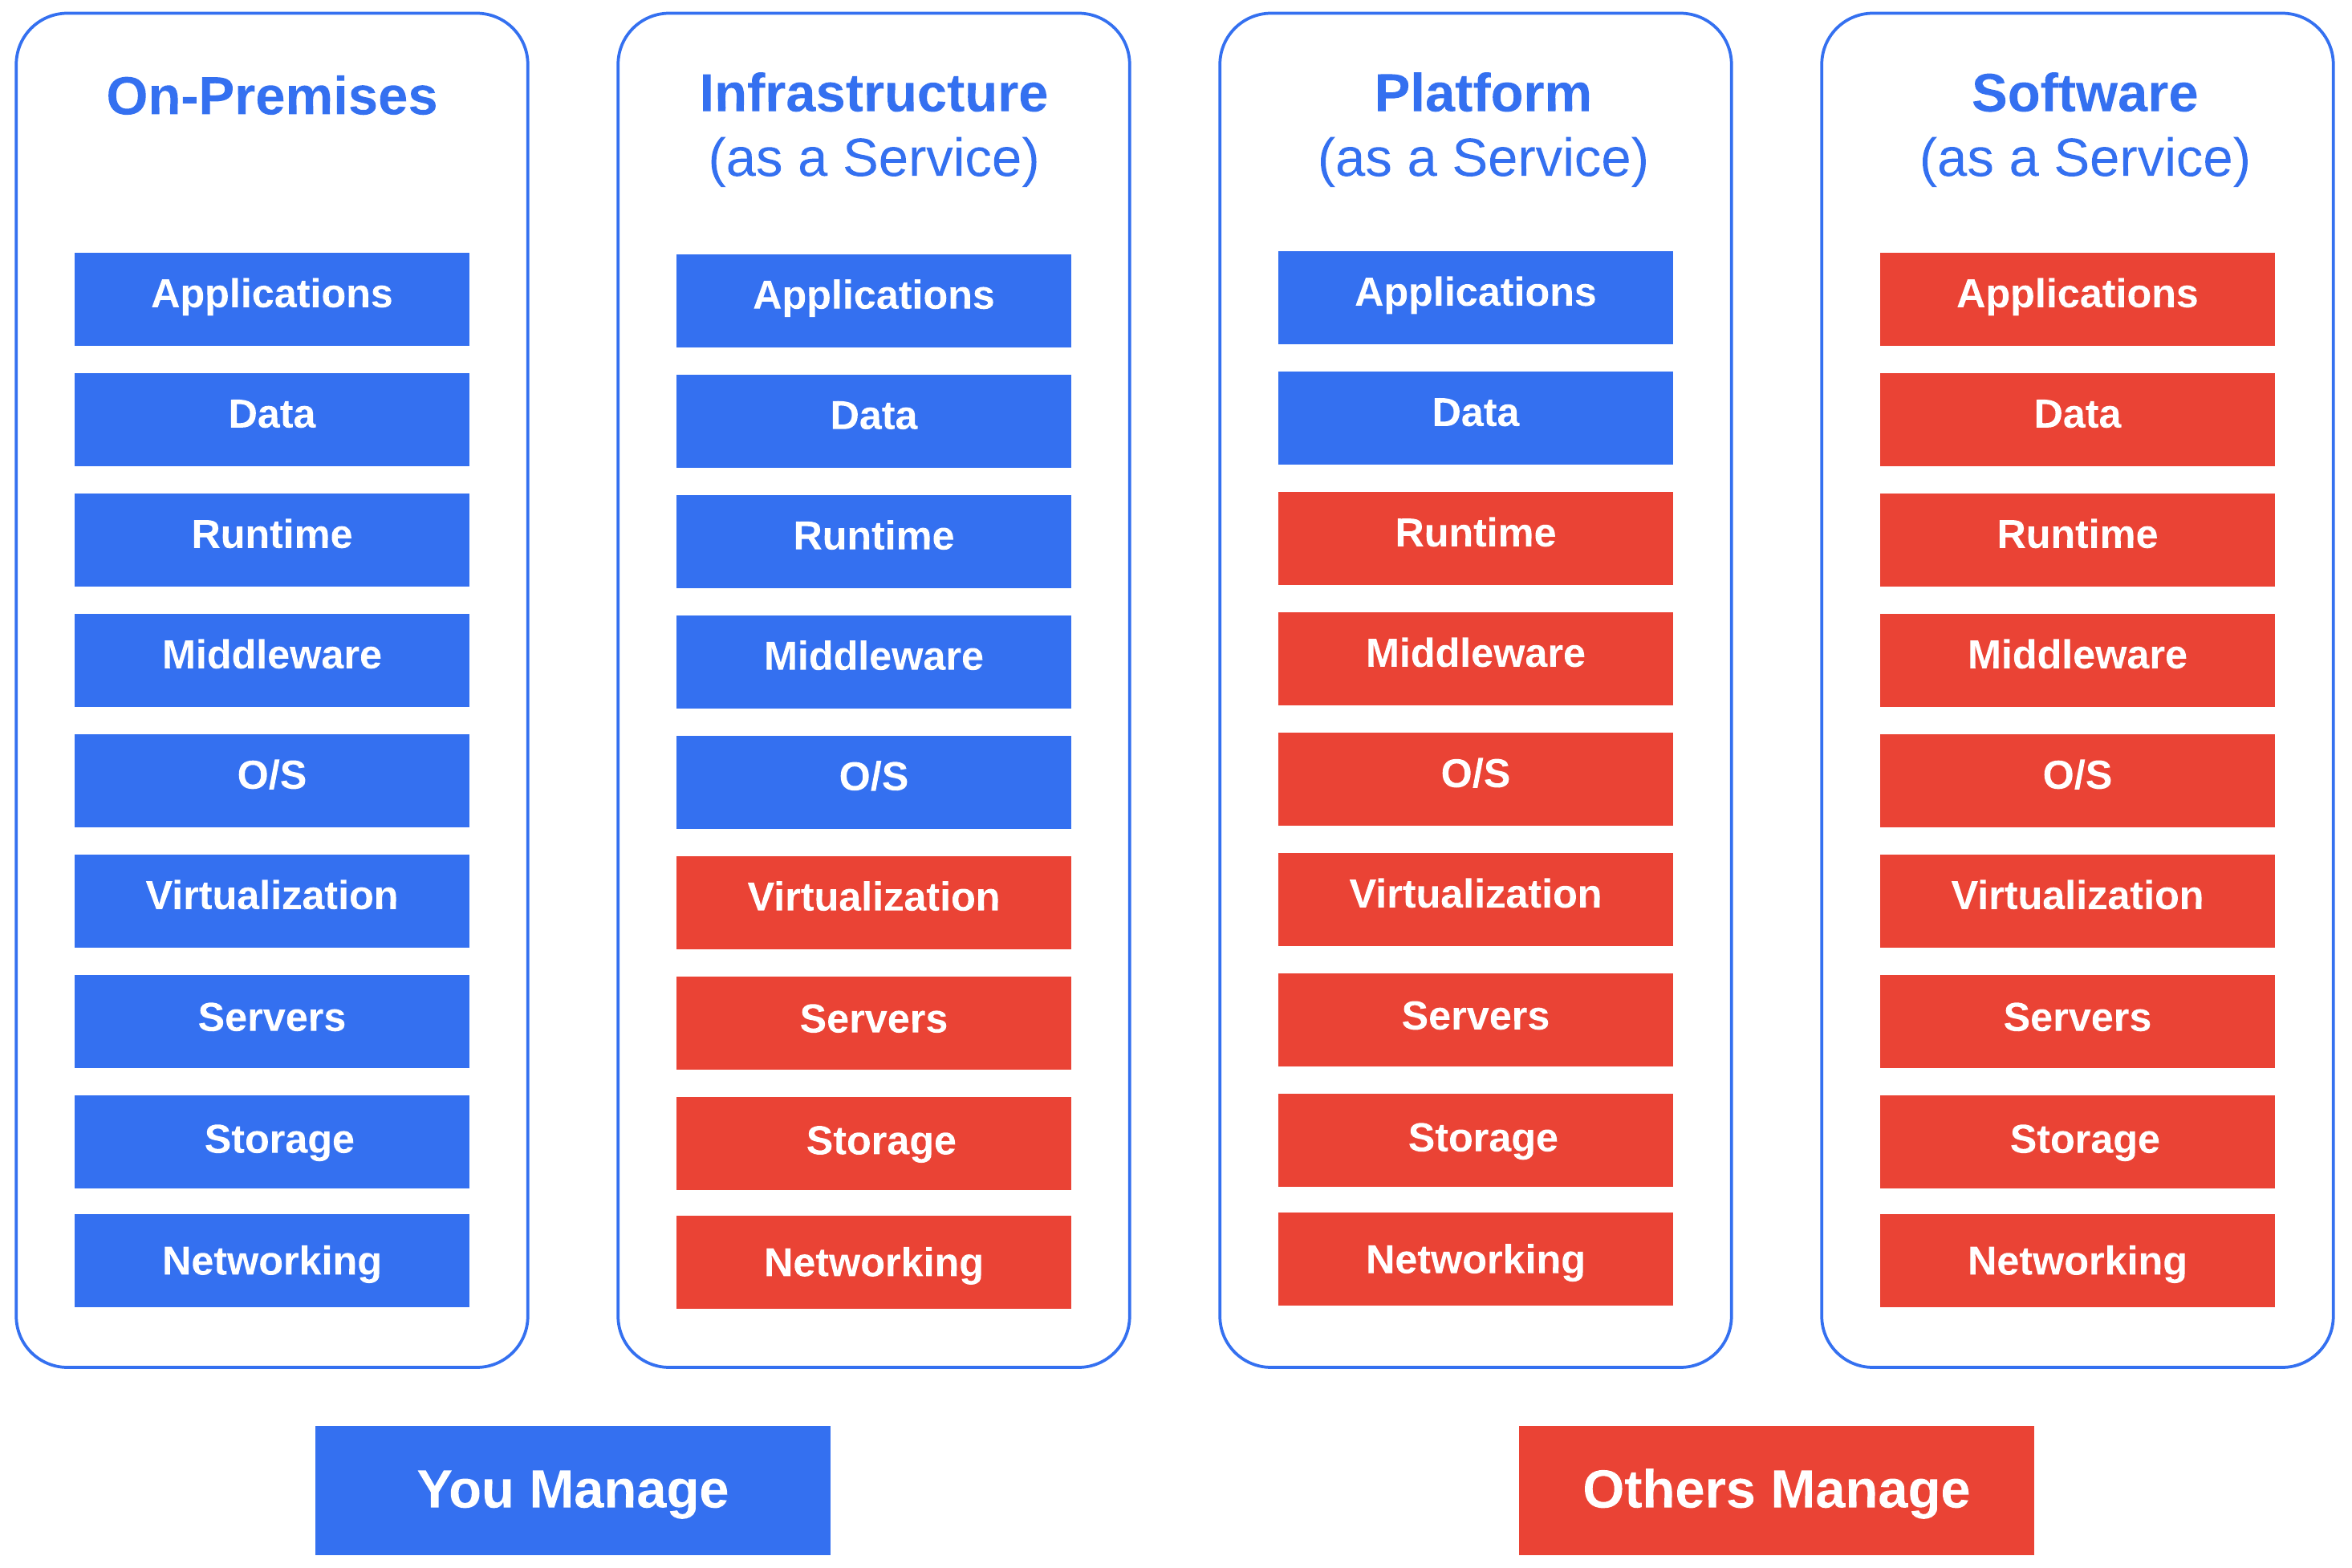 On-Premises
Applications
Data
Runtime
Middleware
O/S
Virtualization
Servers
Storage
Networking
Infrastructure
(as a Service)
Applications
Data
Runtime
Middleware
O/S
Virtualization
Servers
Storage
Networking
Platform
(as a Service)
Applications
Data
Runtime
Middleware
O/S
Virtualization
Servers
Storage
Networking
Software
(as a Service)
Applications
Data
Runtime
Middleware
O/S
Virtualization
Servers
Storage
Networking
You Manage
Others Manage